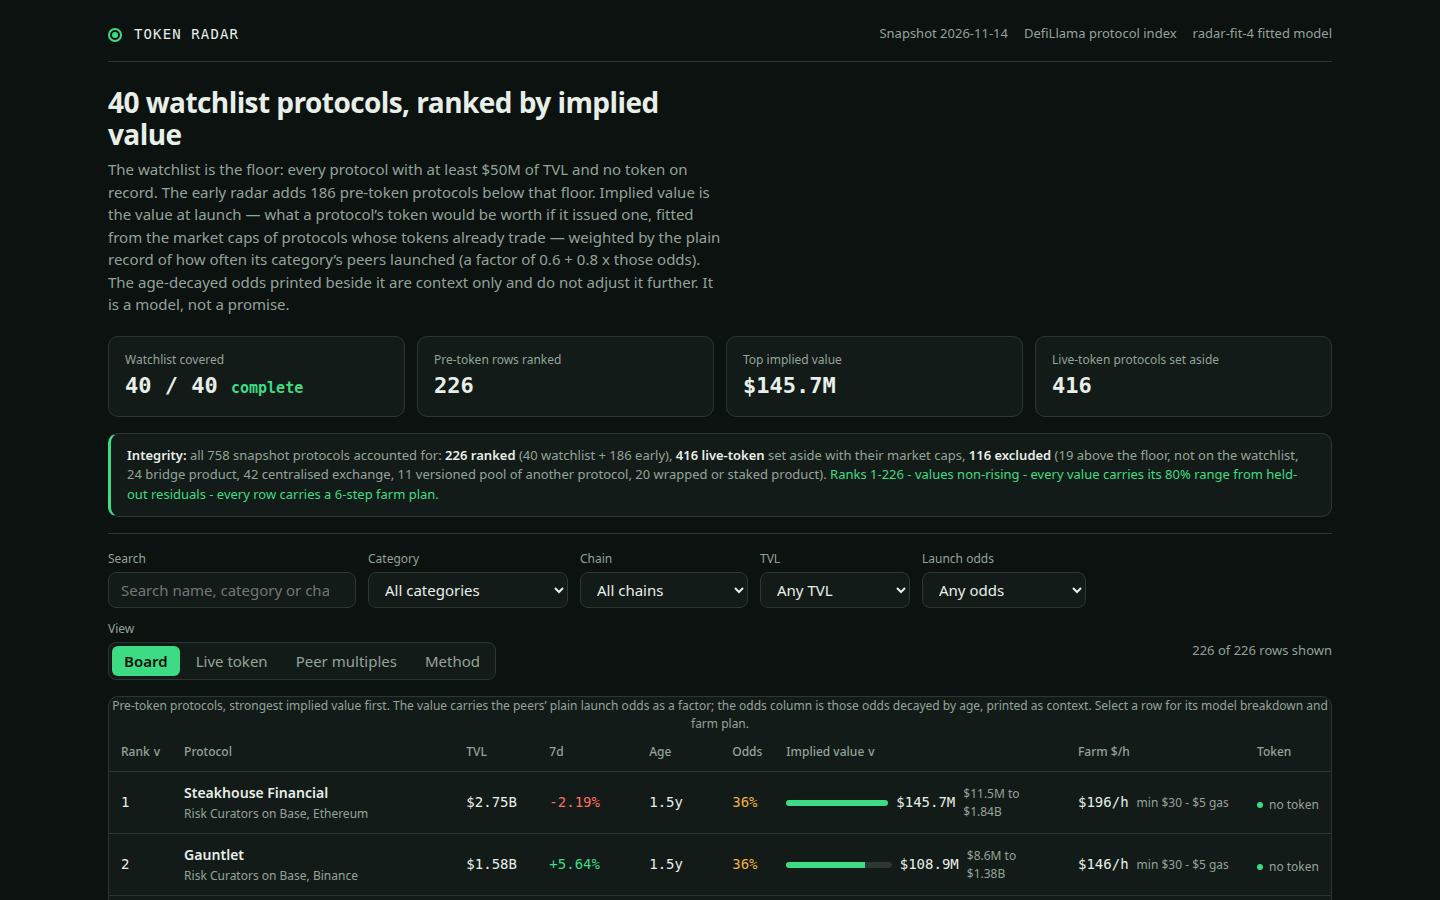 TOKEN RADAR
Snapshot 2026-11-14 DefiLlama protocol index radar-fit-4 fitted model
40 watchlist protocols, ranked by implied
value
The watchlist is the floor: every protocol with at least $50M of TVL and no token on
record. The early radar adds 186 pre-token protocols below that floor. Implied value is
the value at launch — what a protocol's token would be worth if it issued one, fitted
from the market caps of protocols whose tokens already trade — weighted by the plain
record of how often its category's peers launched (a factor of 0.6 + 0.8 x those odds).
The age-decayed odds printed beside it are context only and do not adjust it further. It
is a model, not a promise.
Watchlist covered
40 / 40 complete
Pre-token rows ranked
226
Top implied value
$145.7M
Live-token protocols set aside
416
Integrity: all 758 snapshot protocols accounted for: 226 ranked (40 watchlist + 186 early), 416 live-token set aside with their market caps, 116 excluded (19 above the floor, not on the watchlist,
24 bridge product, 42 centralised exchange, 11 versioned pool of another protocol, 20 wrapped or staked product). Ranks 1-226 - values non-rising - every value carries its 80% range from held-
out residuals - every row carries a 6-step farm plan.
Search Category Chain TVL Launch odds
Search name, category or cha All categories All chains Any TVL Any odds
View
Board Live token Peer multiples Method
226 of 226 rows shown
Pre-token protocols, strongest implied value first. The value carries the peers' plain launch odds as a factor; the odds column is those odds decayed by age, printed as context. Select a row for its model breakdown and
farm plan.
Rank v Protocol TVL 7d Age Odds Implied value v Farm $/h Token
1 Steakhouse Financial $2.75B -2.19% 1.5y 36% $145.7M $11.5M to $196/h min $30 - $5 gas no token
Risk Curators on Base, Ethereum $1.84B
2 Gauntlet $1.58B +5.64% 1.5y 36% $108.9M $8.6M to $146/h min $30 - $5 gas no token
Risk Curators on Base, Binance $1.38B